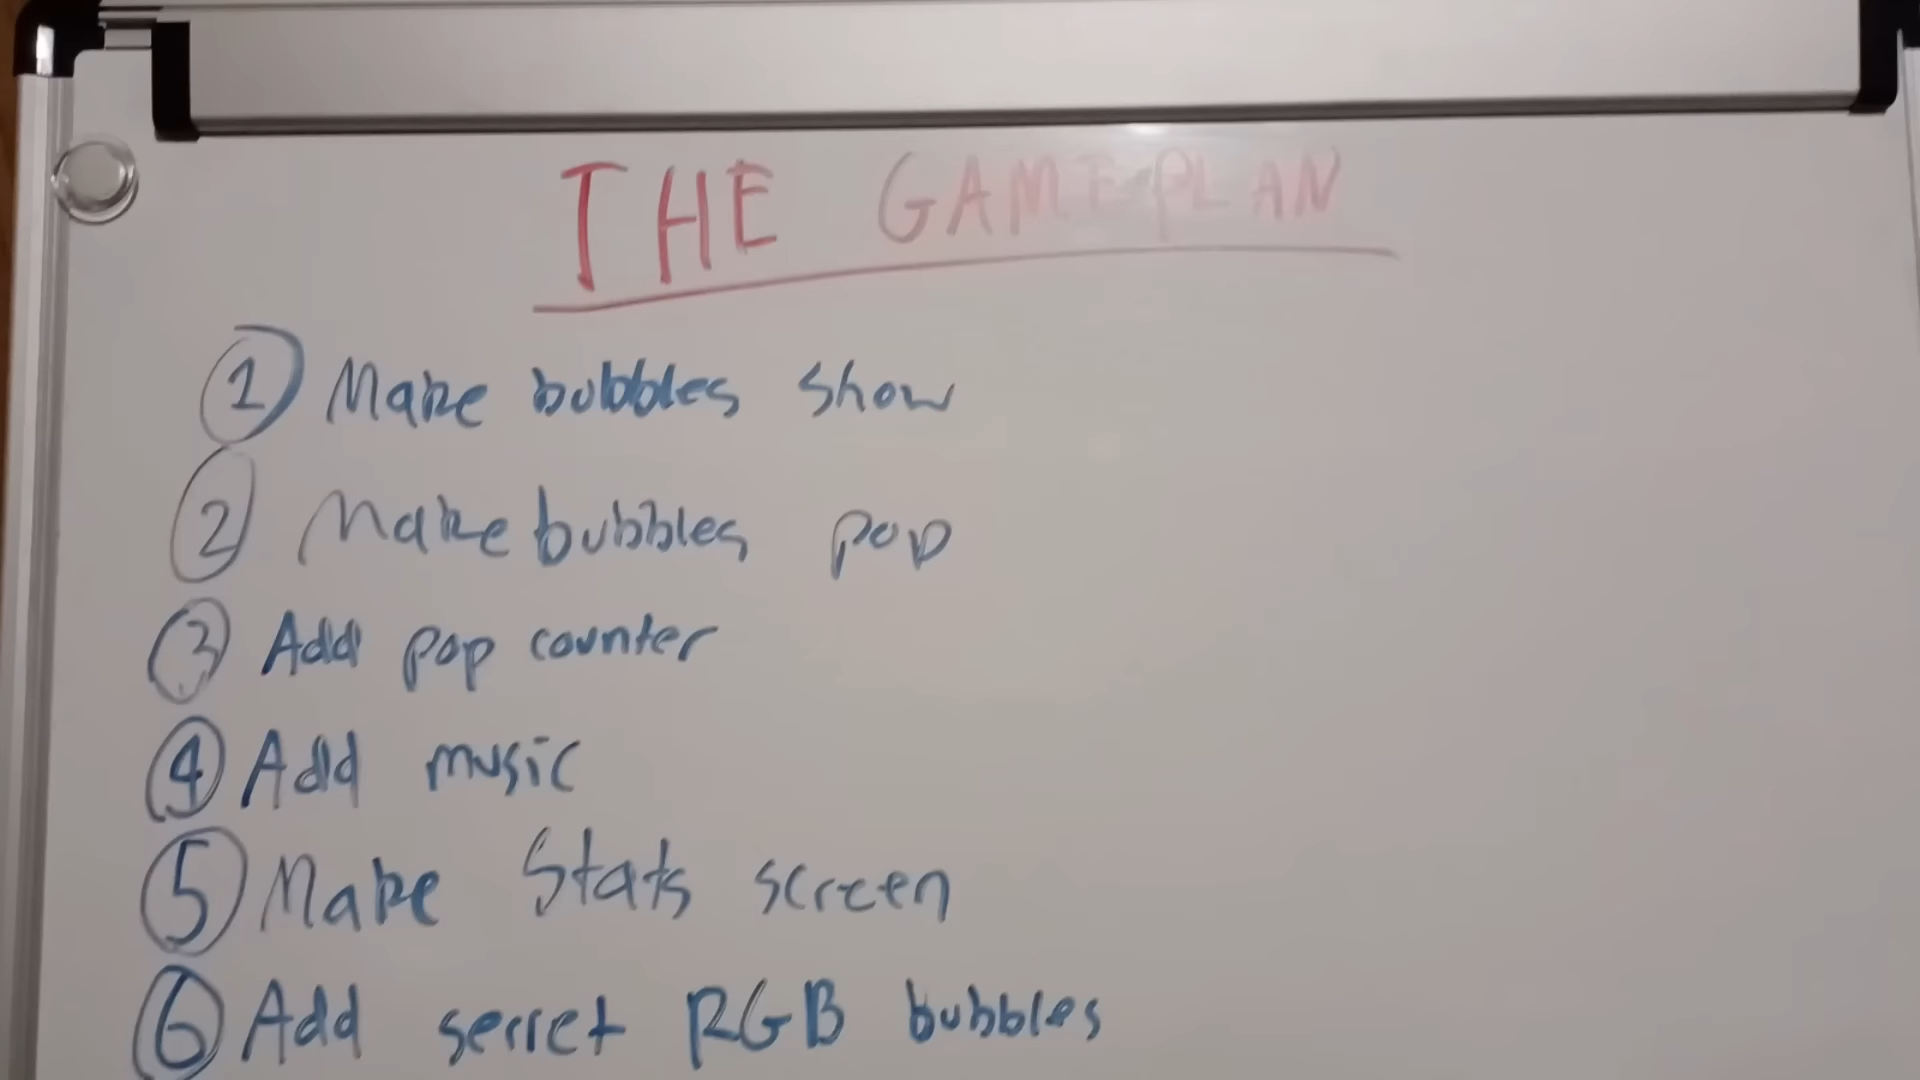 THE GAMEPLAN
1 Make bubbles show
2 Make bubbles pop
3 Add pop counter
4 Add music
5 Make Stats screen
6 Add secret RGB bubbles